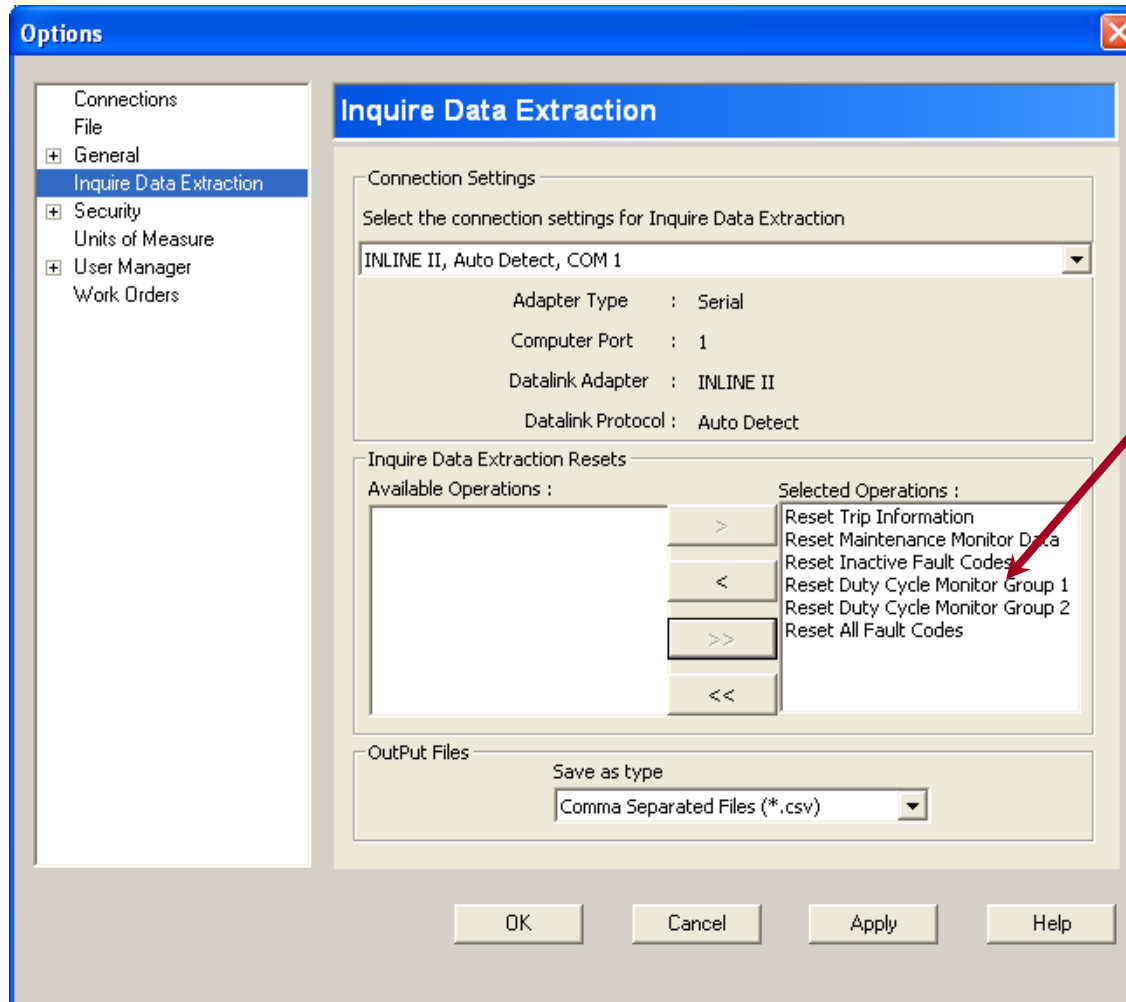 Options
Connections
File
General
Inquire Data Extraction
Security
Units of Measure
User Manager
Work Orders
Inquire Data Extraction
Connection Settings
Select the connection settings for Inquire Data Extraction
INLINE II, Auto Detect, COM 1
Adapter Type : Serial
Computer Port : 1
Datalink Adapter : INLINE II
Datalink Protocol : Auto Detect
Inquire Data Extraction Resets
Available Operations :
Selected Operations :
>
<
>>
<<
Reset Trip Information
Reset Maintenance Monitor Data
Reset Inactive Fault Codes
Reset Duty Cycle Monitor Group 1
Reset Duty Cycle Monitor Group 2
Reset All Fault Codes
OutPut Files
Save as type
Comma Separated Files (*.csv)
OK Cancel Apply Help